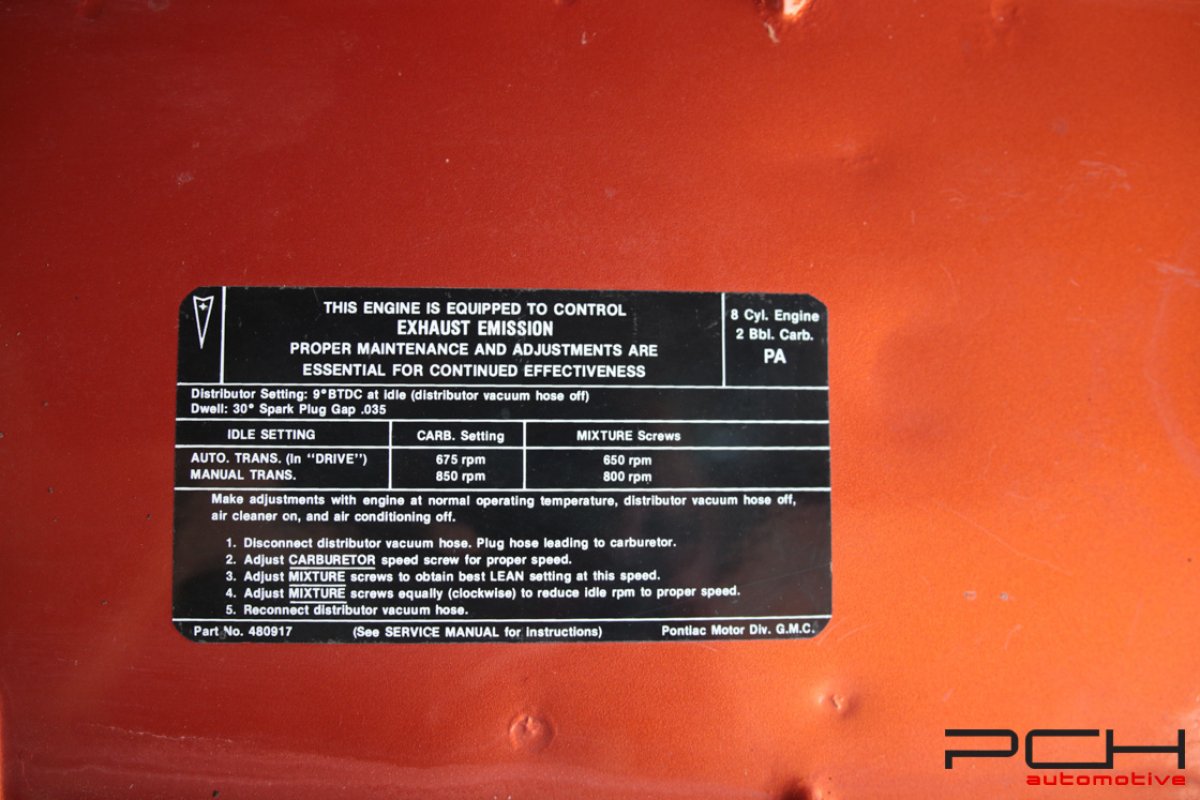 THIS ENGINE IS EQUIPPED TO CONTROL
EXHAUST EMISSION
PROPER MAINTENANCE AND ADJUSTMENTS ARE
ESSENTIAL FOR CONTINUED EFFECTIVENESS
8 Cyl. Engine
2 Bbl. Carb.
PA
Distributor Setting: 9° BTDC at idle (distributor vacuum hose off)
Dwell: 30° Spark Plug Gap .035
IDLE SETTING CARB. Setting MIXTURE Screws
AUTO. TRANS. (In "DRIVE") 675 rpm 650 rpm
MANUAL TRANS. 850 rpm 800 rpm
Make adjustments with engine at normal operating temperature, distributor vacuum hose off,
air cleaner on, and air conditioning off.
1. Disconnect distributor vacuum hose. Plug hose leading to carburetor.
2. Adjust CARBURETOR speed screw for proper speed.
3. Adjust MIXTURE screws to obtain best LEAN setting at this speed.
4. Adjust MIXTURE screws equally (clockwise) to reduce idle rpm to proper speed.
5. Reconnect distributor vacuum hose.
Part No. 480917 (See SERVICE MANUAL for instructions) Pontiac Motor Div. G.M.C.
PCH
automotive